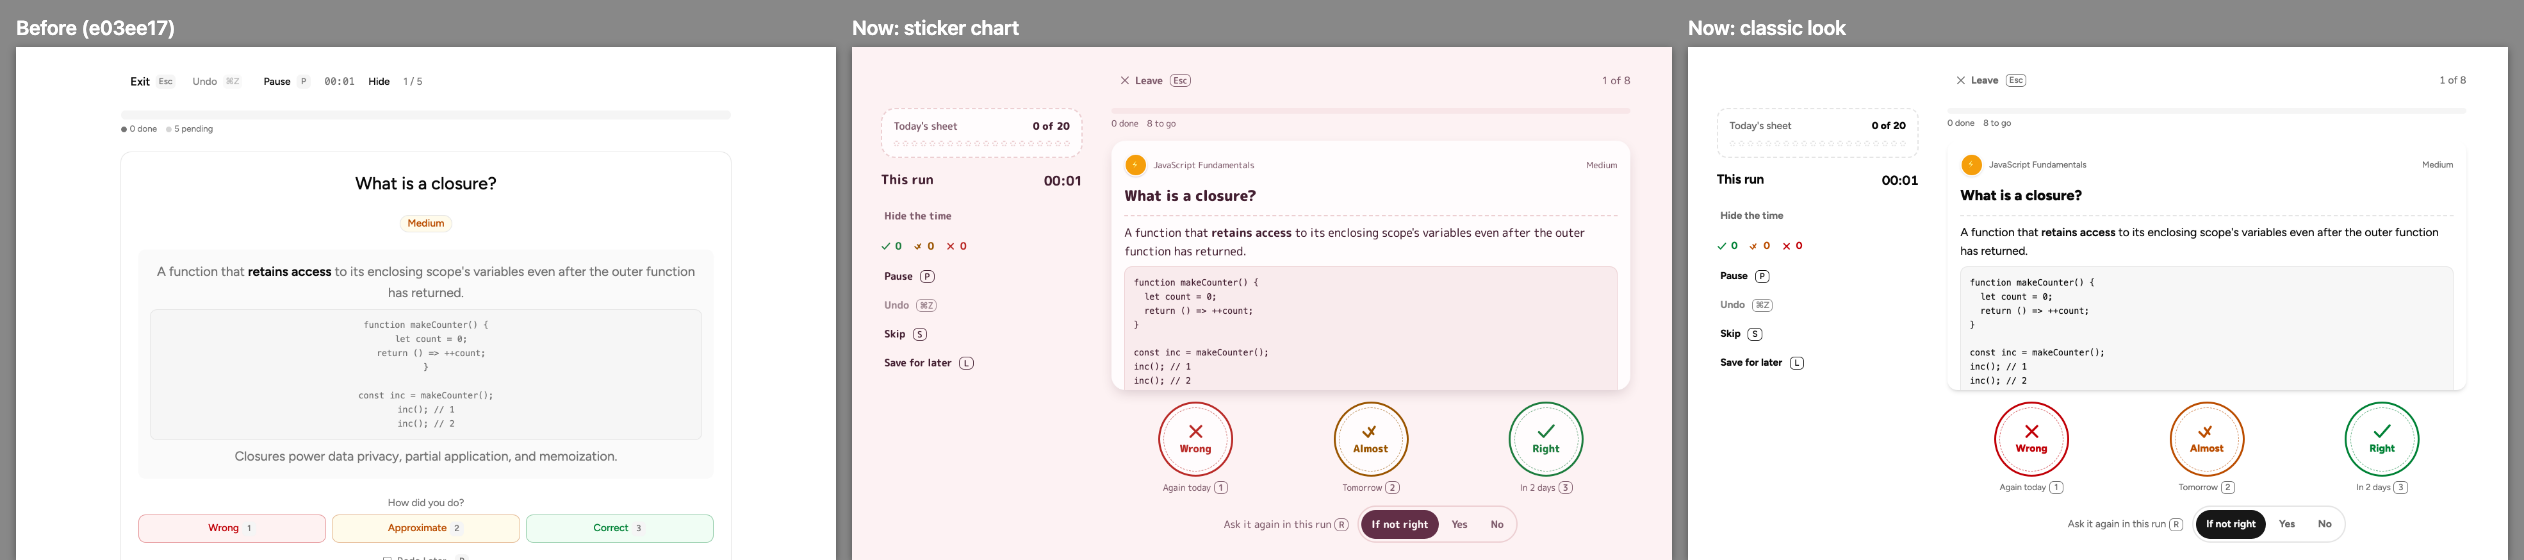 Before (e03ee17)
Exit Esc Undo ⌘Z Pause P 00:01 Hide 1/5
0 done 5 pending
What is a closure?
Medium
A function that retains access to its enclosing scope's variables even after the outer function
has returned.
function makeCounter() {
let count = 0;
return () => ++count;
}
const inc = makeCounter();
inc(); // 1
inc(); // 2
Closures power data privacy, partial application, and memoization.
How did you do?
Wrong 1
Approximate 2
Correct 3
Now: sticker chart
Leave Esc
1 of 8
0 done 8 to go
Today's sheet 0 of 20
This run 00:01
Hide the time
0 0 0
Pause P
Undo ⌘Z
Skip S
Save for later L
JavaScript Fundamentals Medium
What is a closure?
A function that retains access to its enclosing scope's variables even after the outer
function has returned.
function makeCounter() {
let count = 0;
return () => ++count;
}
const inc = makeCounter();
inc(); // 1
inc(); // 2
Wrong
Almost
Right
Again today 1
Tomorrow 2
In 2 days 3
Ask it again in this run R If not right Yes No
Now: classic look
Leave Esc
1 of 8
0 done 8 to go
Today's sheet 0 of 20
This run 00:01
Hide the time
0 0 0
Pause P
Undo ⌘Z
Skip S
Save for later L
JavaScript Fundamentals Medium
What is a closure?
A function that retains access to its enclosing scope's variables even after the outer function
has returned.
function makeCounter() {
let count = 0;
return () => ++count;
}
const inc = makeCounter();
inc(); // 1
inc(); // 2
Wrong
Almost
Right
Again today 1
Tomorrow 2
In 2 days 3
Ask it again in this run R If not right Yes No